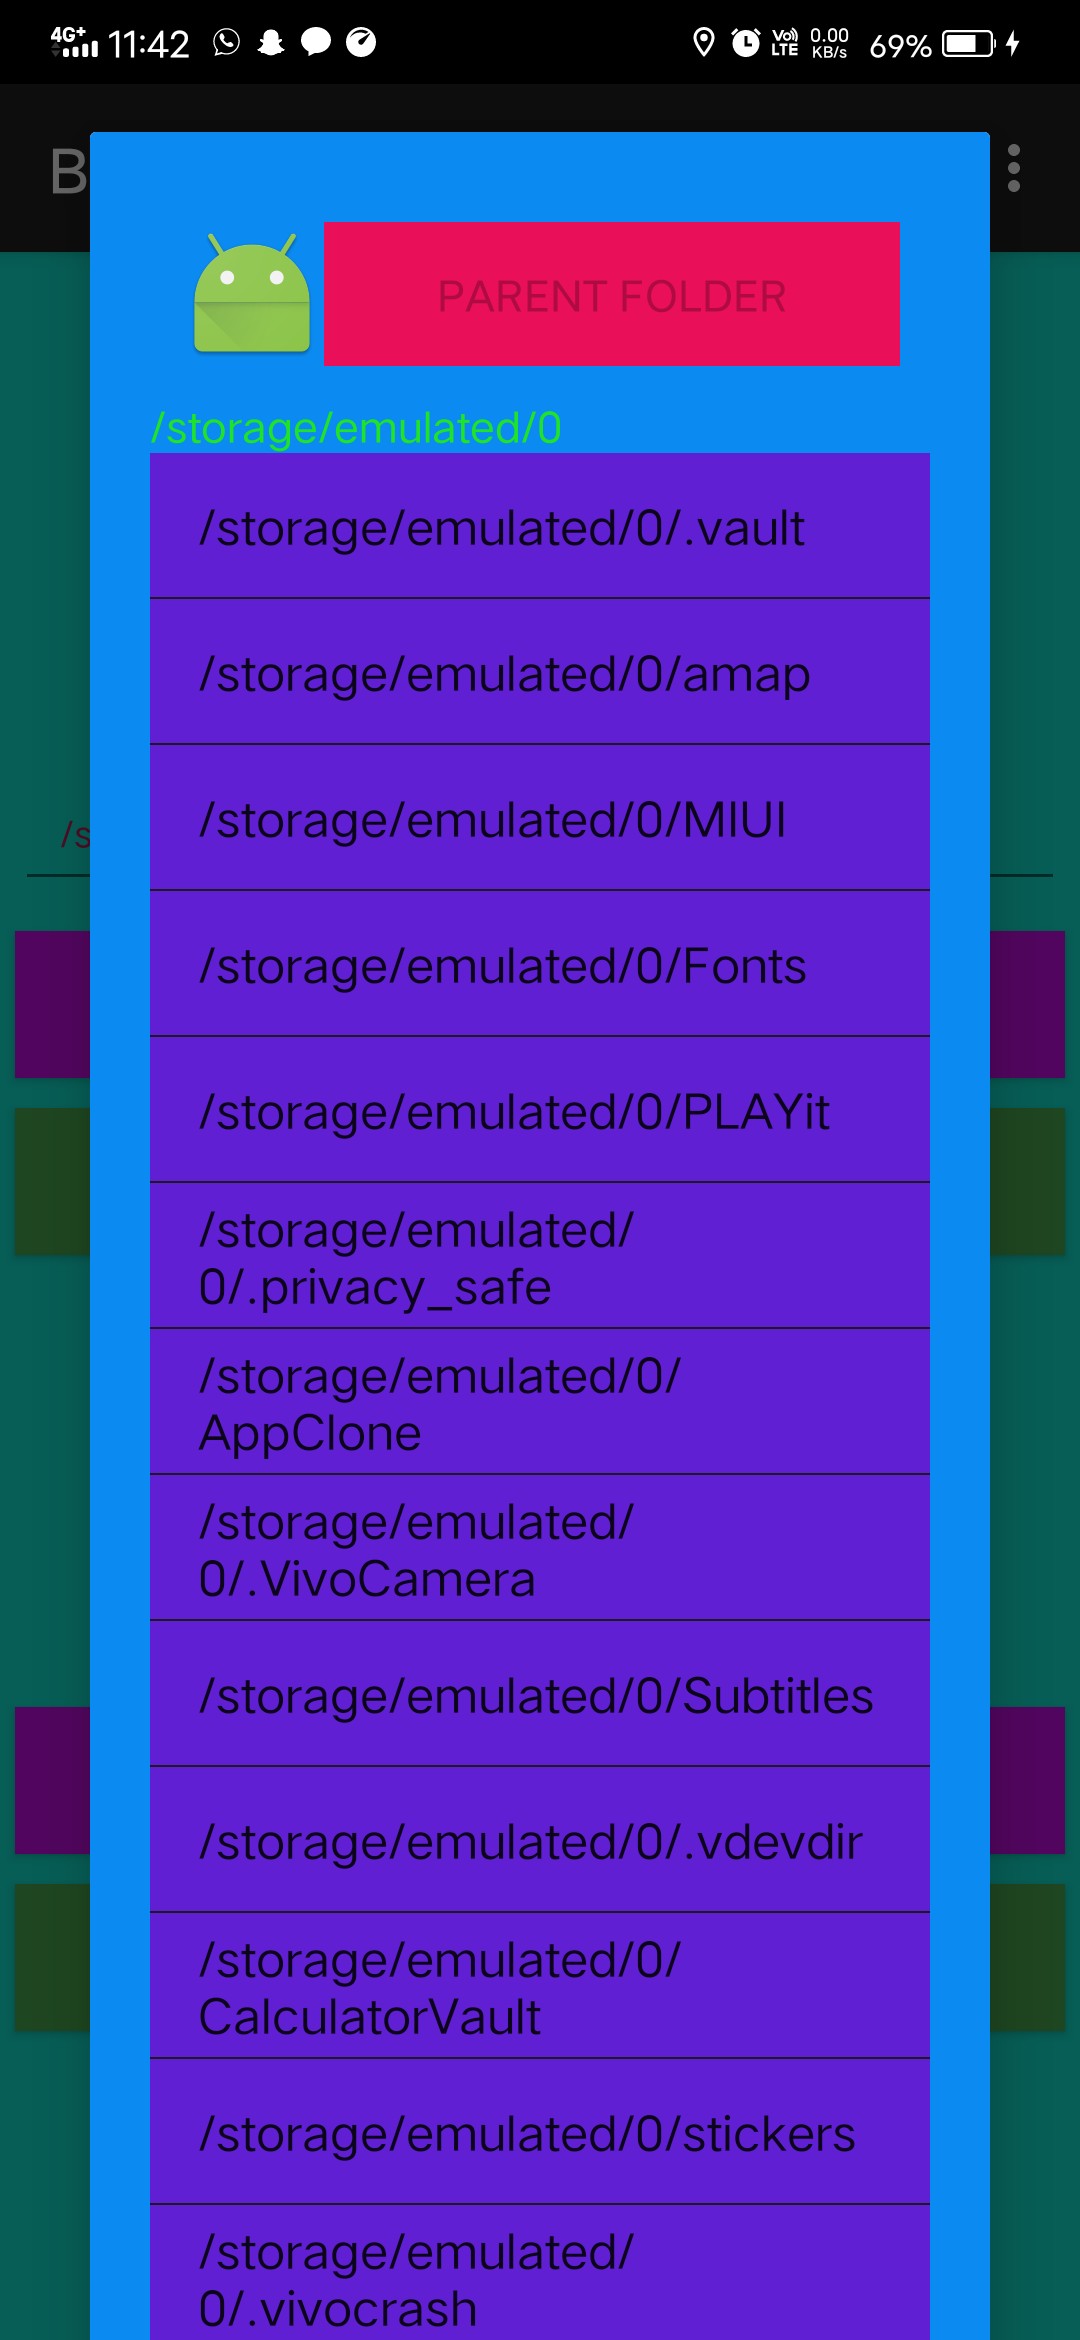 4G+ 11:42 Vo)) LTE 0.00 KB/s 69%
B
PARENT FOLDER
/storage/emulated/0
/storage/emulated/0/.vault
/storage/emulated/0/amap
/storage/emulated/0/MIUI
/s
/storage/emulated/0/Fonts
/storage/emulated/0/PLAYit
/storage/emulated/
0/.privacy_safe
/storage/emulated/0/
AppClone
/storage/emulated/
0/.VivoCamera
/storage/emulated/0/Subtitles
/storage/emulated/0/.vdevdir
/storage/emulated/0/
CalculatorVault
/storage/emulated/0/stickers
/storage/emulated/
0/.vivocrash